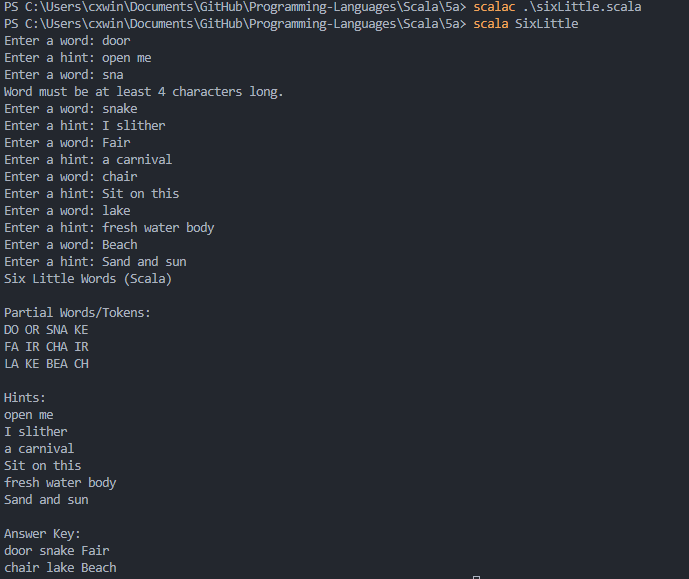 PS C:\Users\cxwin\Documents\GitHub\Programming-Languages\Scala\5a> scalac .\sixLittle.scala
PS C:\Users\cxwin\Documents\GitHub\Programming-Languages\Scala\5a> scala SixLittle
Enter a word: door
Enter a hint: open me
Enter a word: sna
Word must be at least 4 characters long.
Enter a word: snake
Enter a hint: I slither
Enter a word: Fair
Enter a hint: a carnival
Enter a word: chair
Enter a hint: Sit on this
Enter a word: lake
Enter a hint: fresh water body
Enter a word: Beach
Enter a hint: Sand and sun
Six Little Words (Scala)

Partial Words/Tokens:
DO OR SNA KE
FA IR CHA IR
LA KE BEA CH

Hints:
open me
I slither
a carnival
Sit on this
fresh water body
Sand and sun

Answer Key:
door snake Fair
chair lake Beach